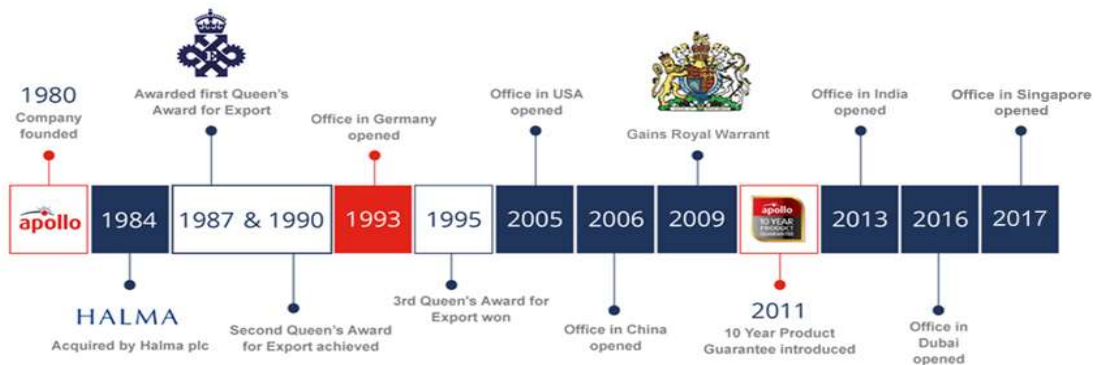 1980
Company
founded
Awarded first Queen's
Award for Export
Office in Germany
opened
Office in USA
opened
Gains Royal Warrant
Office in India
opened
Office in Singapore
opened
E
apollo
1984
1987 & 1990
1993
1995
2005
2006
2009
apollo
10 YEAR
PRODUCT
GUARANTEE
2013
2016
2017
HALMA
Acquired by Halma plc
Second Queen's Award
for Export achieved
3rd Queen's Award for
Export won
Office in China
opened
2011
10 Year Product
Guarantee introduced
Office in
Dubai
opened